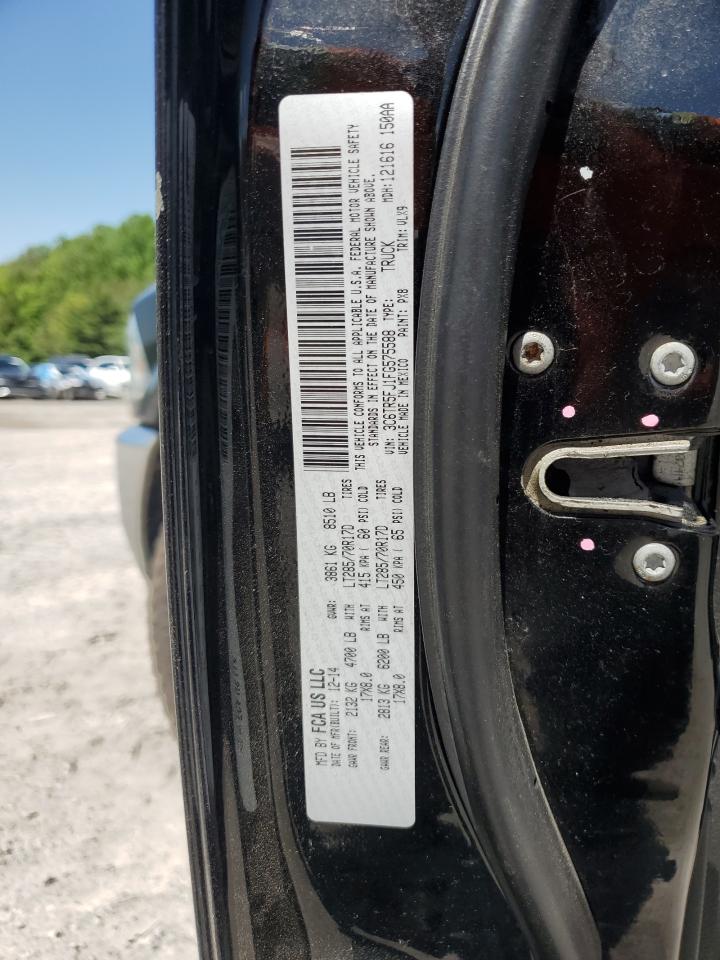 MFD BY FCA US LLC
DATE OF MFR(BUILT): 12-14 GVWR: 3861 KG 8510 LB
GAWR FRONT: 2132 KG 4700 LB WITH LT285/70R17D TIRES
17X8.0 RIMS AT 415 KPA ( 60 PSI) COLD
GAWR REAR: 2813 KG 6200 LB WITH LT285/70R17D TIRES
17X8.0 RIMS AT 450 KPA ( 65 PSI) COLD
THIS VEHICLE CONFORMS TO ALL APPLICABLE U.S.A. FEDERAL MOTOR VEHICLE SAFETY
STANDARDS IN EFFECT ON THE DATE OF MANUFACTURE SHOWN ABOVE.
VIN: 3C6TR5FJ1FG575588 TYPE: TRUCK MDH: 121616 150AA
VEHICLE MADE IN MEXICO PAINT: PX8 TRIM: VLX9